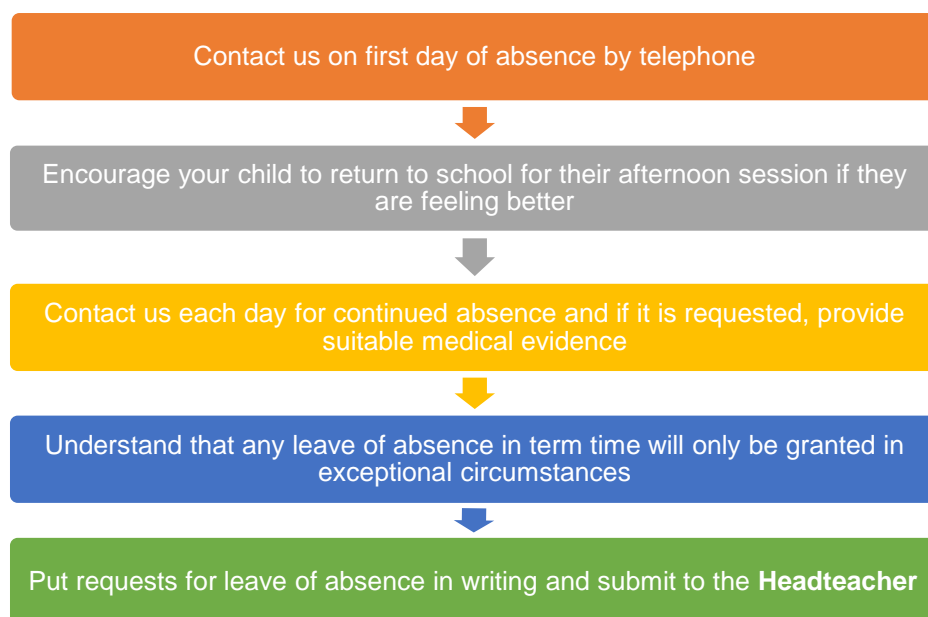 Contact us on first day of absence by telephone
Encourage your child to return to school for their afternoon session if they
are feeling better
Contact us each day for continued absence and if it is requested, provide
suitable medical evidence
Understand that any leave of absence in term time will only be granted in
exceptional circumstances
Put requests for leave of absence in writing and submit to the Headteacher